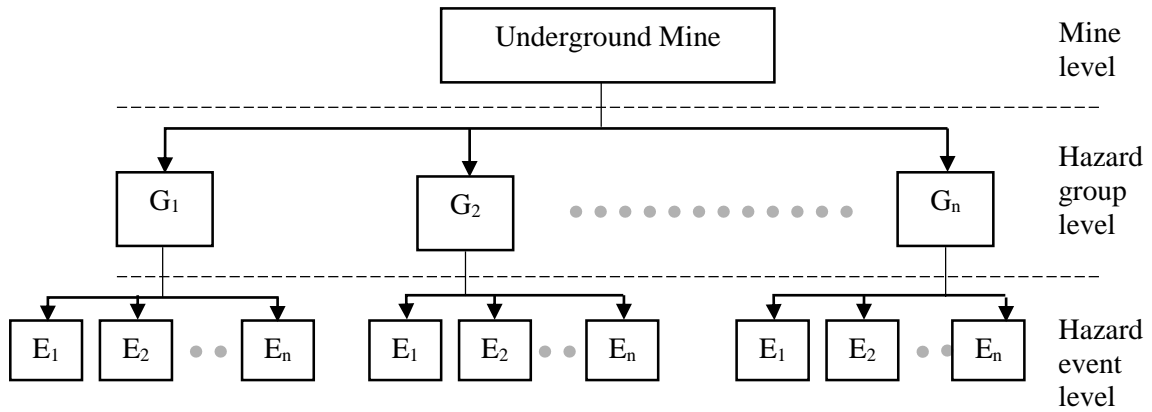 Underground Mine
Mine
level
G₁
G₂
Gₙ
Hazard
group
level
E₁ E₂ Eₙ E₁ E₂ Eₙ E₁ E₂ Eₙ
Hazard
event
level